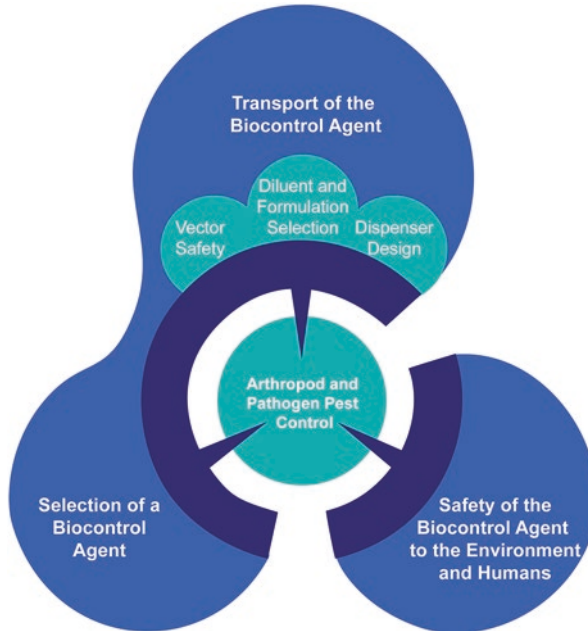 Transport of the
Biocontrol Agent
Diluent and
Formulation
Selection
Vector
Safety
Dispenser
Design
Arthropod and
Pathogen Pest
Control
Selection of a
Biocontrol
Agent
Safety of the
Biocontrol Agent
to the Environment
and Humans